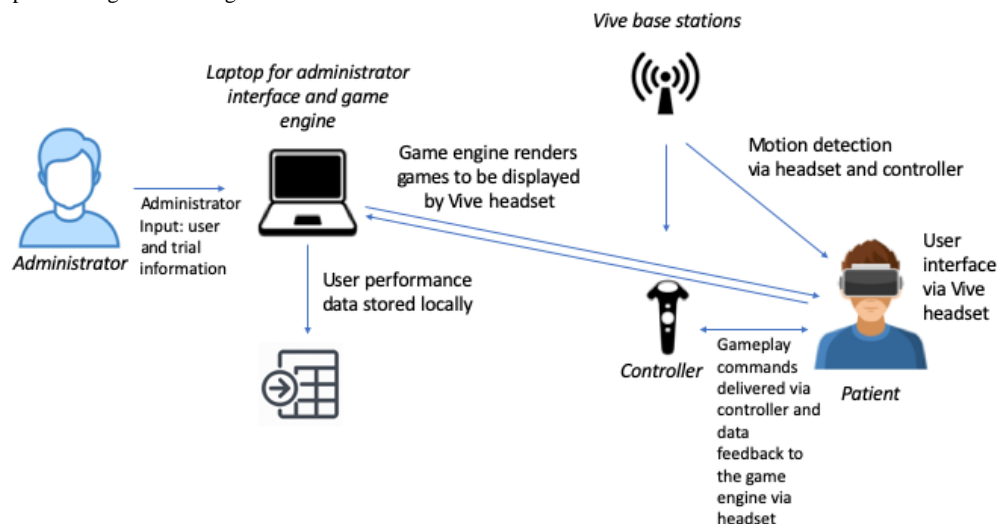 Vive base stations
Laptop for administrator
interface and game
engine
Motion detection
via headset and controller
Game engine renders
games to be displayed
by Vive headset
Administrator
Input: user
and trial
information
Administrator
User
interface
via Vive
headset
User performance
data stored locally
Controller
Gameplay
commands
delivered via
controller and
data
feedback to
the game
engine via
headset
Patient